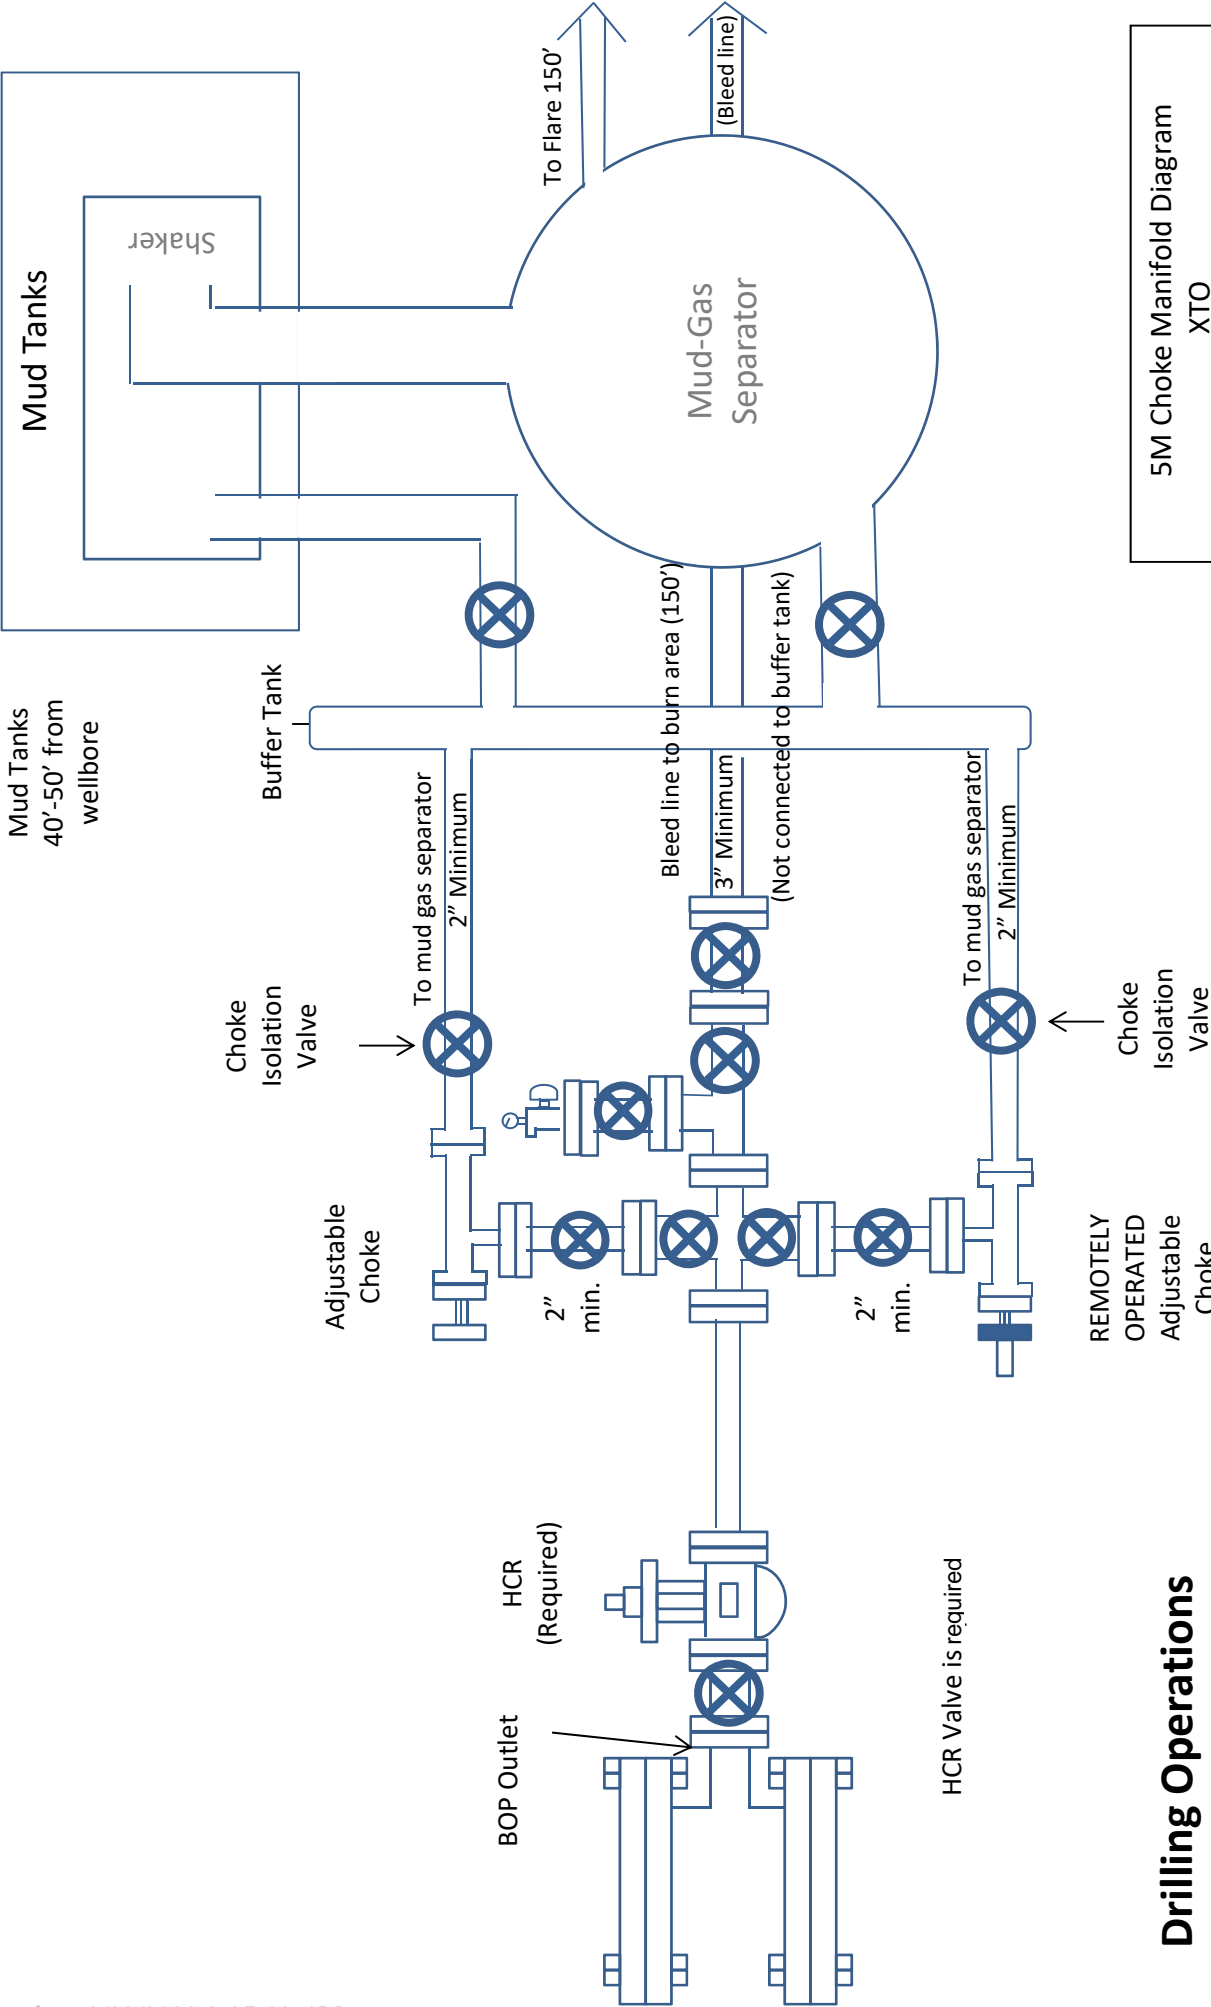 Mud Tanks
40’-50’ from
wellbore
Mud Tanks
Shaker
Buffer Tank
To Flare 150’
(Bleed line)
Mud-Gas
Separator
Choke
Isolation
Valve
To mud gas separator
2” Minimum
Bleed line to burn area (150’)
3” Minimum
(Not connected to buffer tank)
To mud gas separator
2” Minimum
Choke
Isolation
Valve
Adjustable
Choke
2”
min.
2”
min.
REMOTELY
OPERATED
Adjustable
Choke
HCR
(Required)
BOP Outlet
HCR Valve is required
Drilling Operations
5M Choke Manifold Diagram
XTO